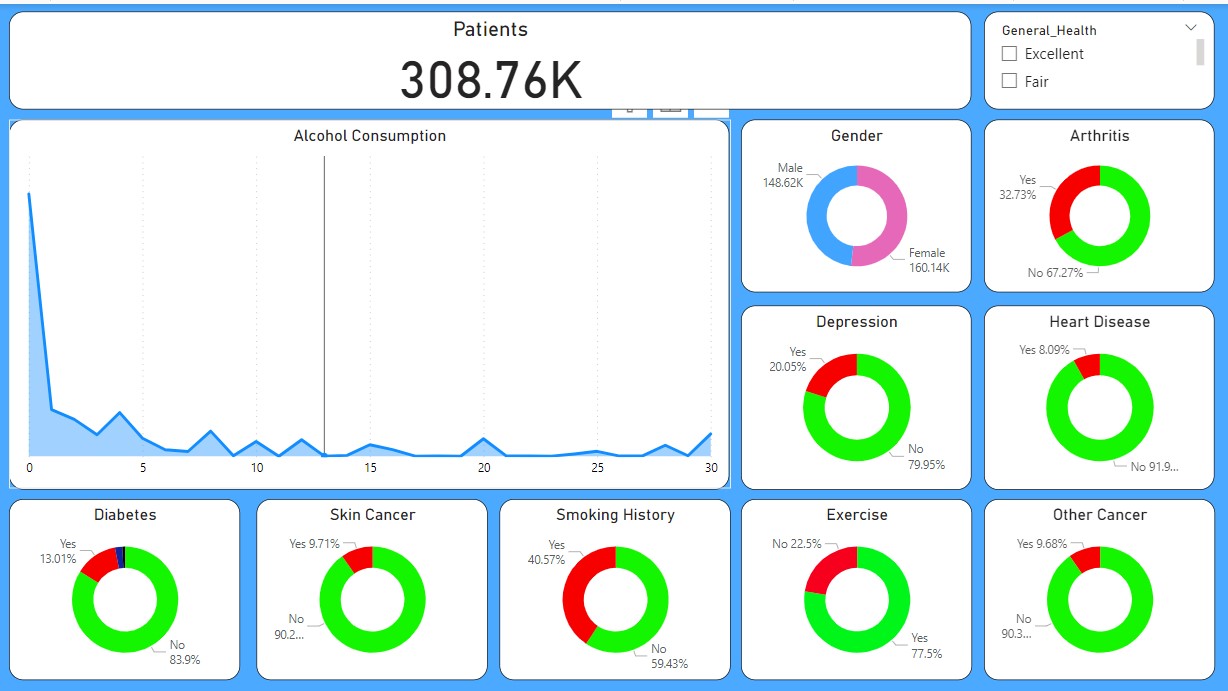 Patients
308.76K
General_Health
Excellent
Fair
Alcohol Consumption
0
5
10
15
20
25
30
Gender
Male
148.62K
Female
160.14K
Arthritis
Yes
32.73%
No 67.27%
Depression
Yes
20.05%
No
79.95%
Heart Disease
Yes 8.09%
No 91.9...
Diabetes
Yes
13.01%
No
83.9%
Skin Cancer
Yes 9.71%
No
90.2...
Smoking History
Yes
40.57%
No
59.43%
Exercise
No 22.5%
Yes
77.5%
Other Cancer
Yes 9.68%
No
90.3...